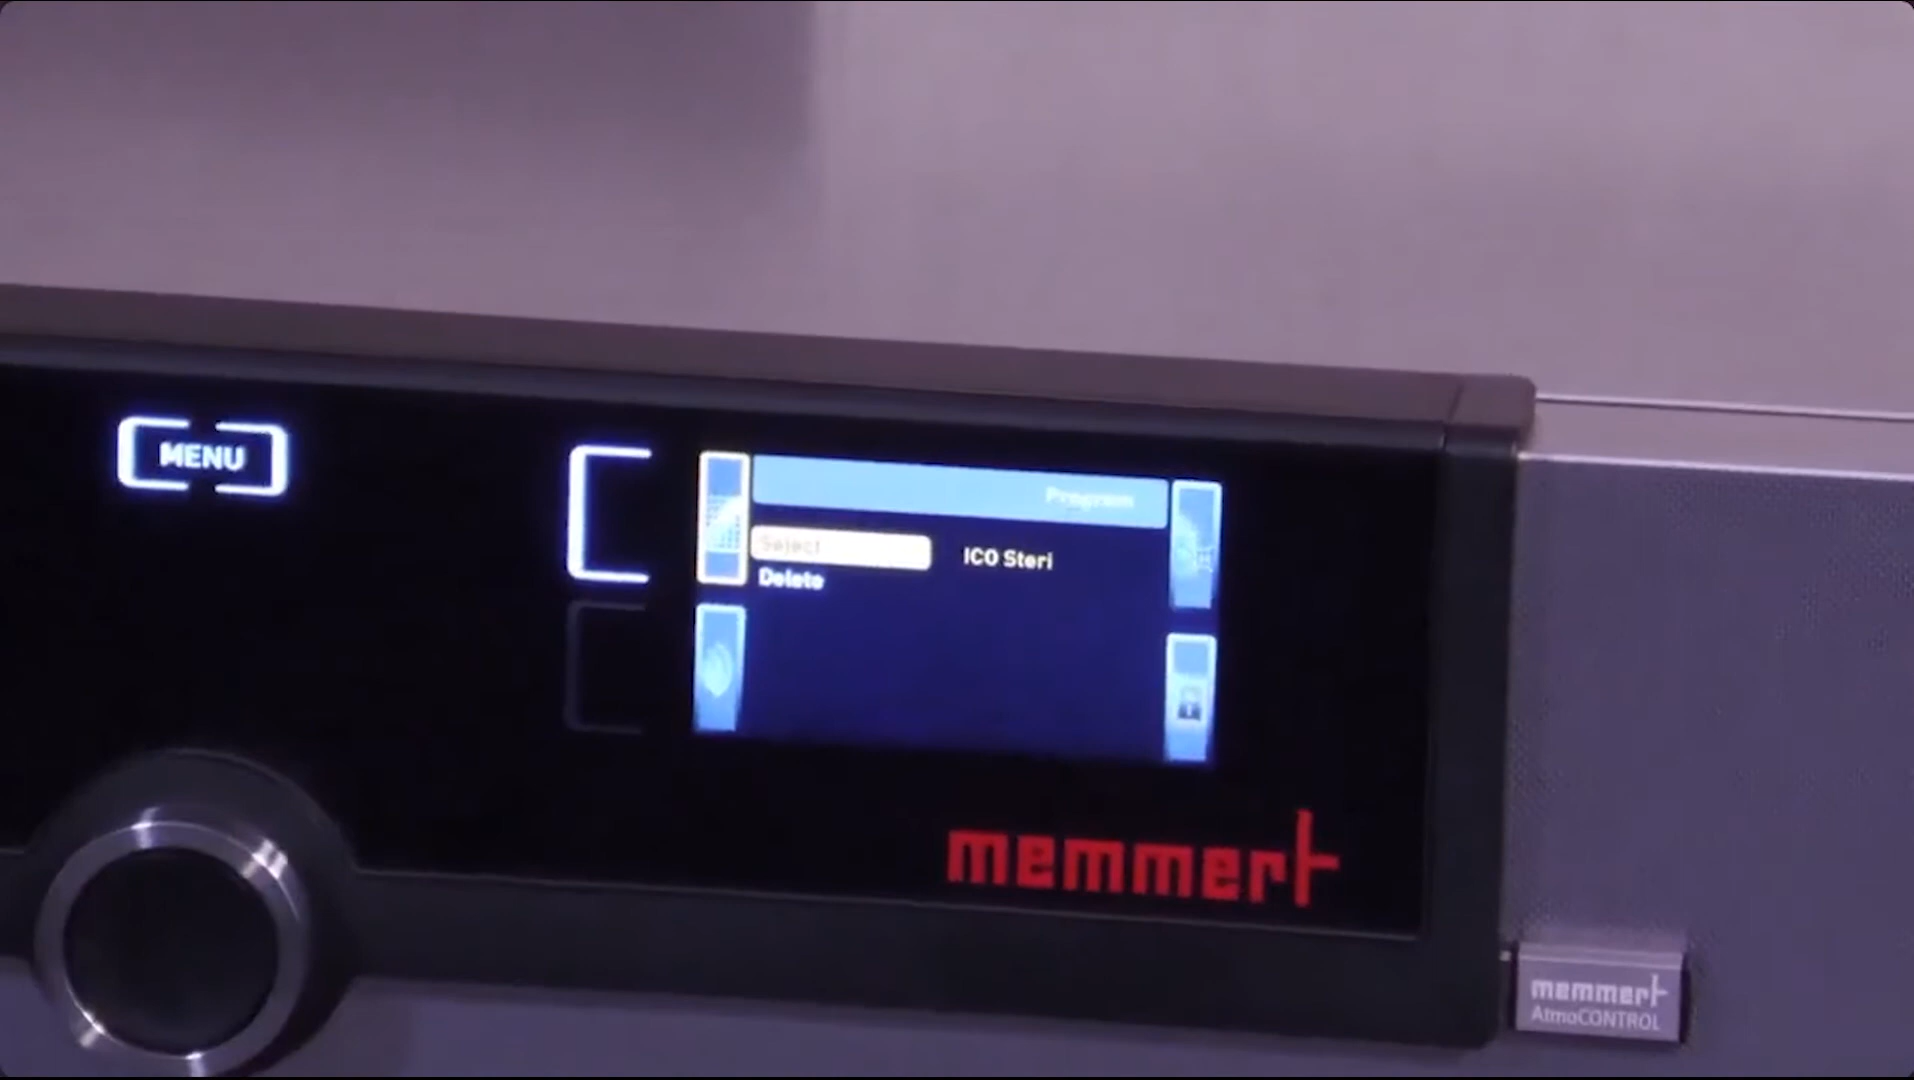 MENU
Program
Select
ICO Steri
Delete
memmert
memmert
AtmoCONTROL